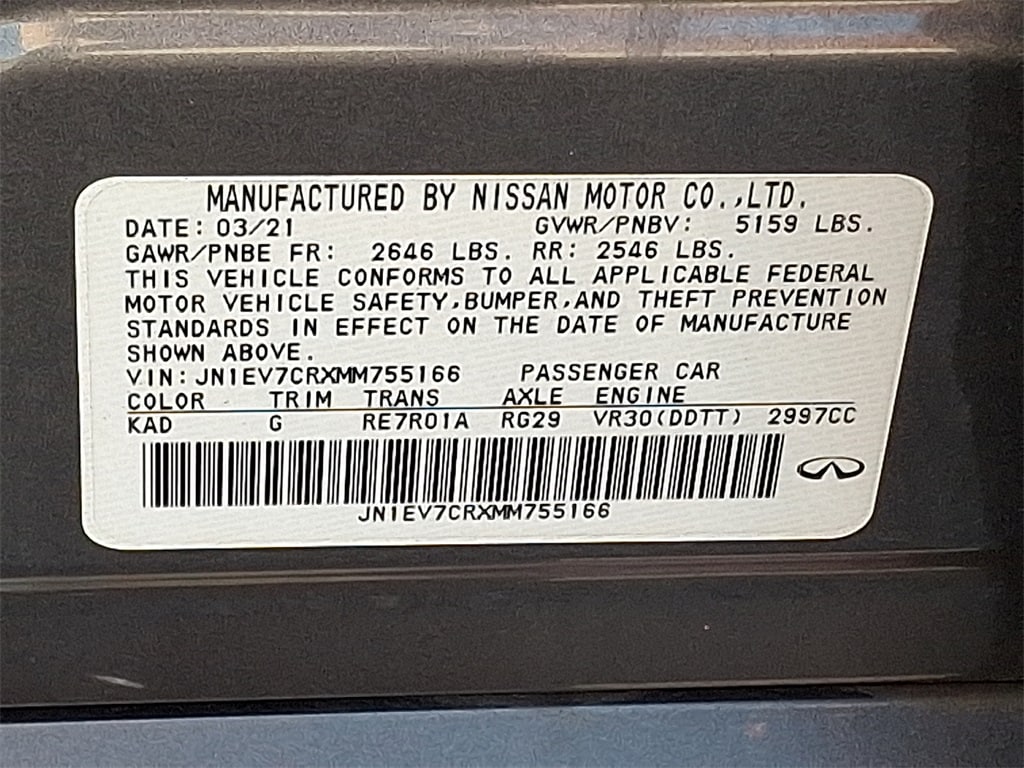 MANUFACTURED BY NISSAN MOTOR CO.,LTD.
DATE: 03/21 GVWR/PNBV: 5159 LBS.
GAWR/PNBE FR: 2646 LBS. RR: 2546 LBS.
THIS VEHICLE CONFORMS TO ALL APPLICABLE FEDERAL
MOTOR VEHICLE SAFETY,BUMPER,AND THEFT PREVENTION
STANDARDS IN EFFECT ON THE DATE OF MANUFACTURE
SHOWN ABOVE.
VIN: JN1EV7CRXMM755166 PASSENGER CAR
COLOR TRIM TRANS AXLE ENGINE
KAD G RE7R01A RG29 VR30(DDTT) 2997CC
JN1EV7CRXMM755166